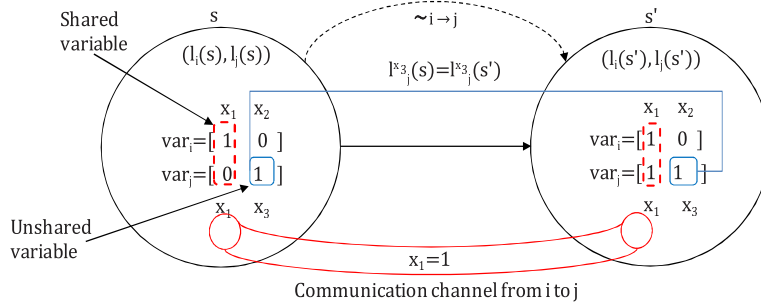 Shared
variable
s
~i→j
s'
(lᵢ(s), lⱼ(s))
(lᵢ(s'), lⱼ(s'))
lˣ³ⱼ(s)=lˣ³ⱼ(s')
x₁ x₂
varᵢ=[ 1 0 ]
varⱼ=[ 0 1 ]
x₁ x₃
x₁ x₂
varᵢ=[ 1 0 ]
varⱼ=[ 1 1 ]
x₁ x₃
Unshared
variable
x₁=1
Communication channel from i to j